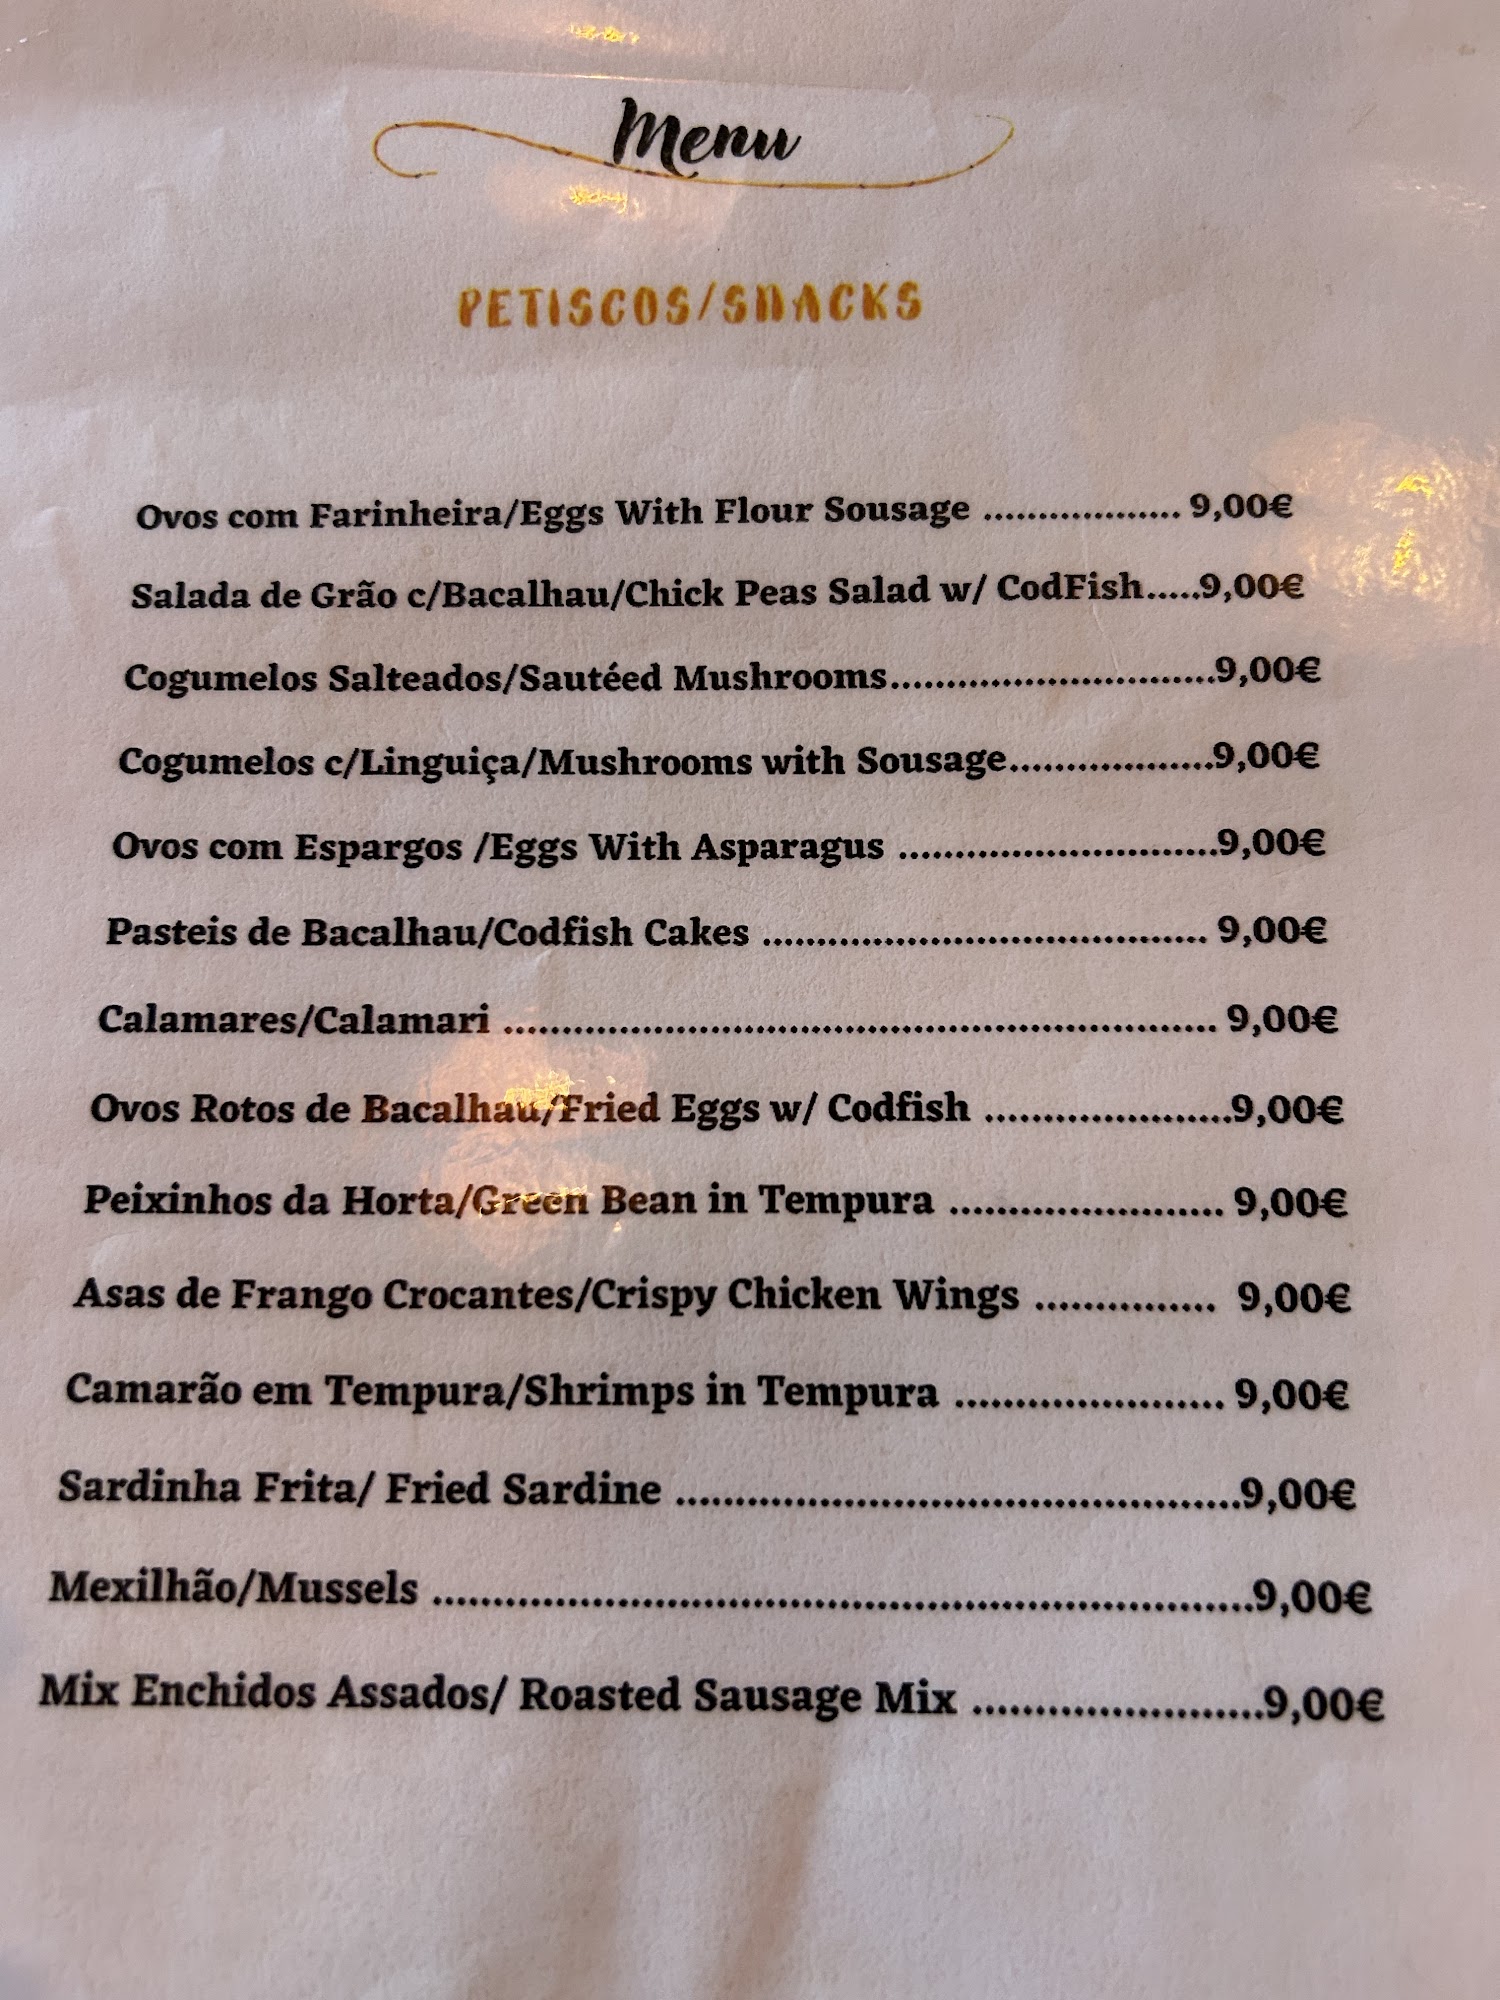 Menu
PETISCOS/SNACKS
Ovos com Farinheira/Eggs With Flour Sousage .................. 9,00€
Salada de Grão c/Bacalhau/Chick Peas Salad w/ CodFish.....9,00€
Cogumelos Salteados/Sautéed Mushrooms.............................9,00€
Cogumelos c/Linguiça/Mushrooms with Sousage..................9,00€
Ovos com Espargos /Eggs With Asparagus ............................9,00€
Pasteis de Bacalhau/Codfish Cakes ....................................... 9,00€
Calamares/Calamari .............................................................. 9,00€
Ovos Rotos de Bacalhau/Fried Eggs w/ Codfish .....................9,00€
Peixinhos da Horta/Green Bean in Tempura ....................... 9,00€
Asas de Frango Crocantes/Crispy Chicken Wings ............... 9,00€
Camarão em Tempura/Shrimps in Tempura ...................... 9,00€
Sardinha Frita/ Fried Sardine ..............................................9,00€
Mexilhão/Mussels ..................................................................9,00€
Mix Enchidos Assados/ Roasted Sausage Mix .......................9,00€